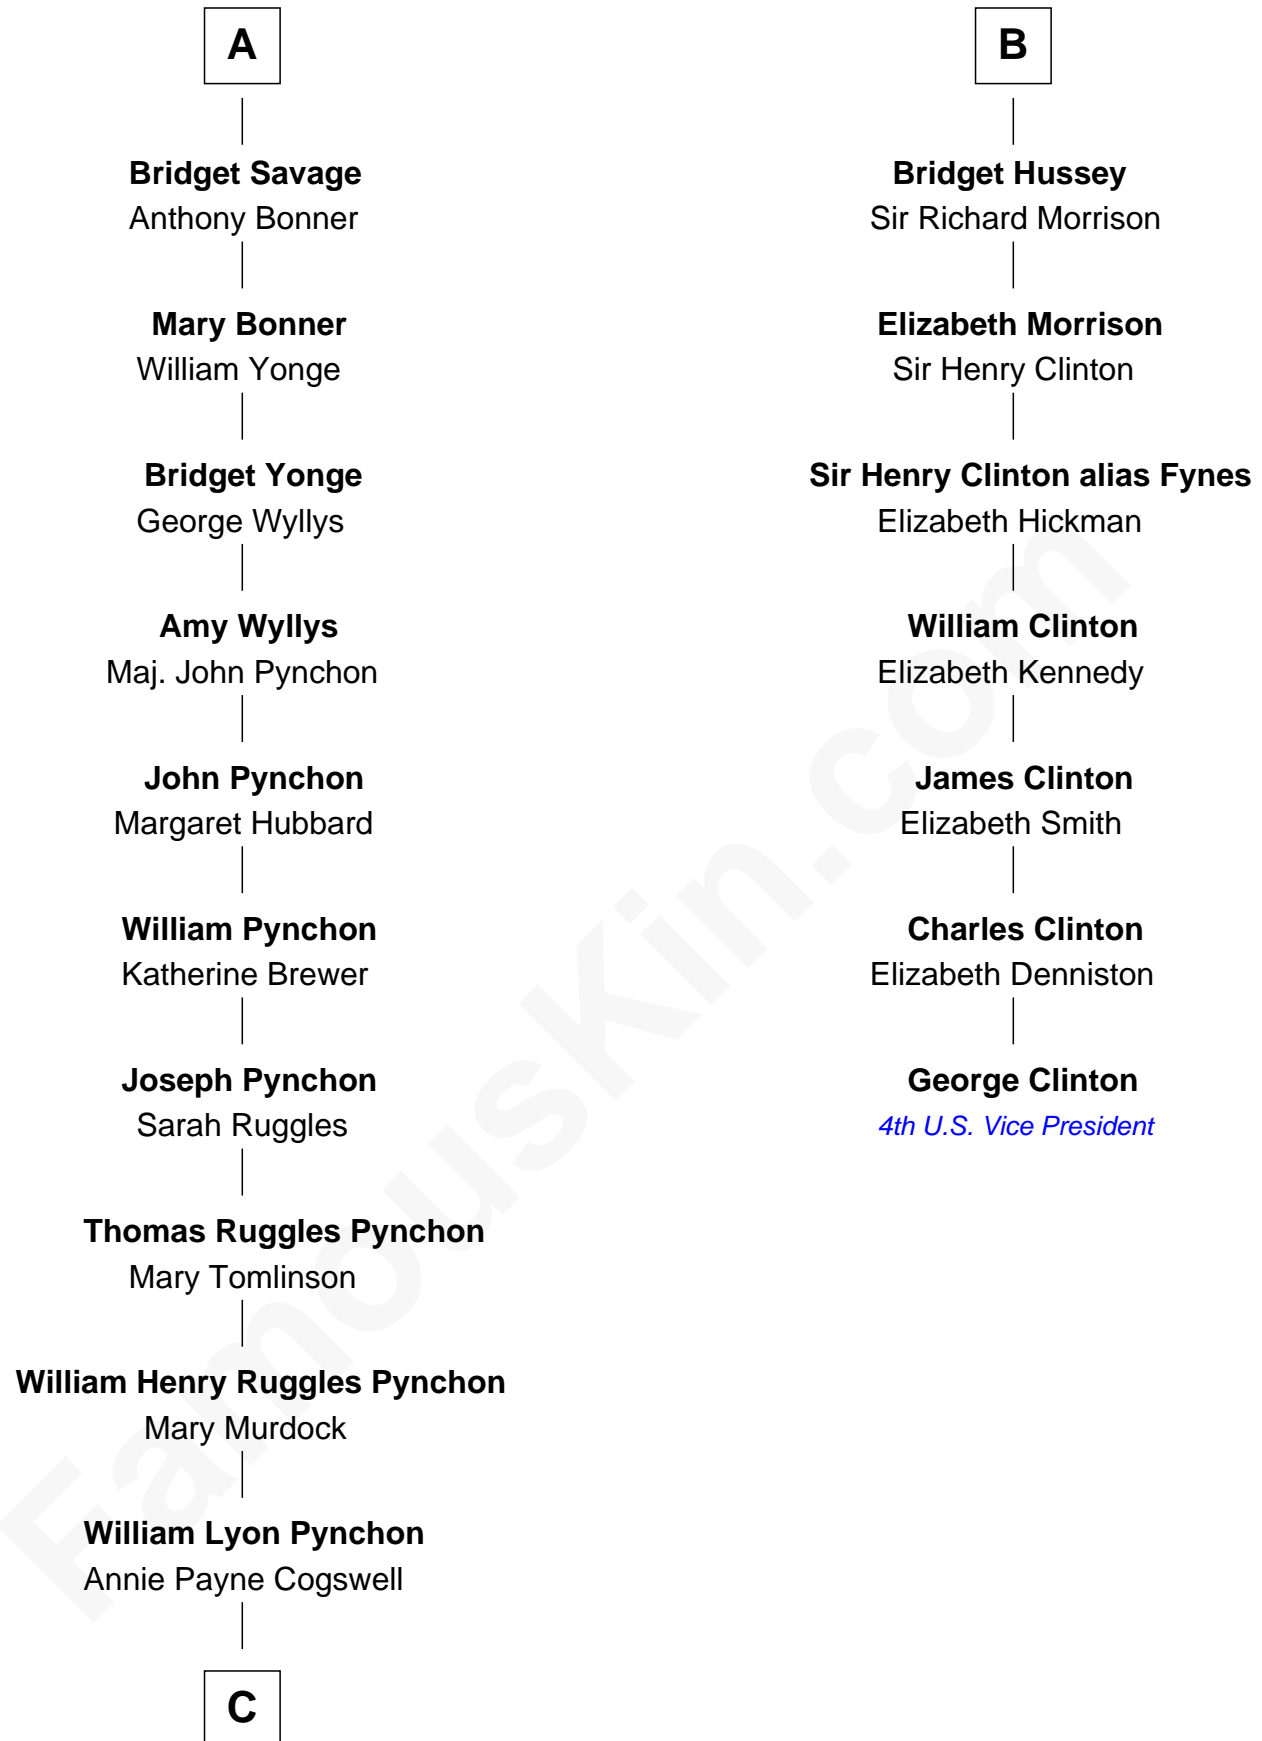 A
Bridget Savage
Anthony Bonner
Mary Bonner
William Yonge
Bridget Yonge
George Wyllys
Amy Wyllys
Maj. John Pynchon
John Pynchon
Margaret Hubbard
William Pynchon
Katherine Brewer
Joseph Pynchon
Sarah Ruggles
Thomas Ruggles Pynchon
Mary Tomlinson
William Henry Ruggles Pynchon
Mary Murdock
William Lyon Pynchon
Annie Payne Cogswell
C
B
Bridget Hussey
Sir Richard Morrison
Elizabeth Morrison
Sir Henry Clinton
Sir Henry Clinton alias Fynes
Elizabeth Hickman
William Clinton
Elizabeth Kennedy
James Clinton
Elizabeth Smith
Charles Clinton
Elizabeth Denniston
George Clinton
4th U.S. Vice President
FamousKin.com